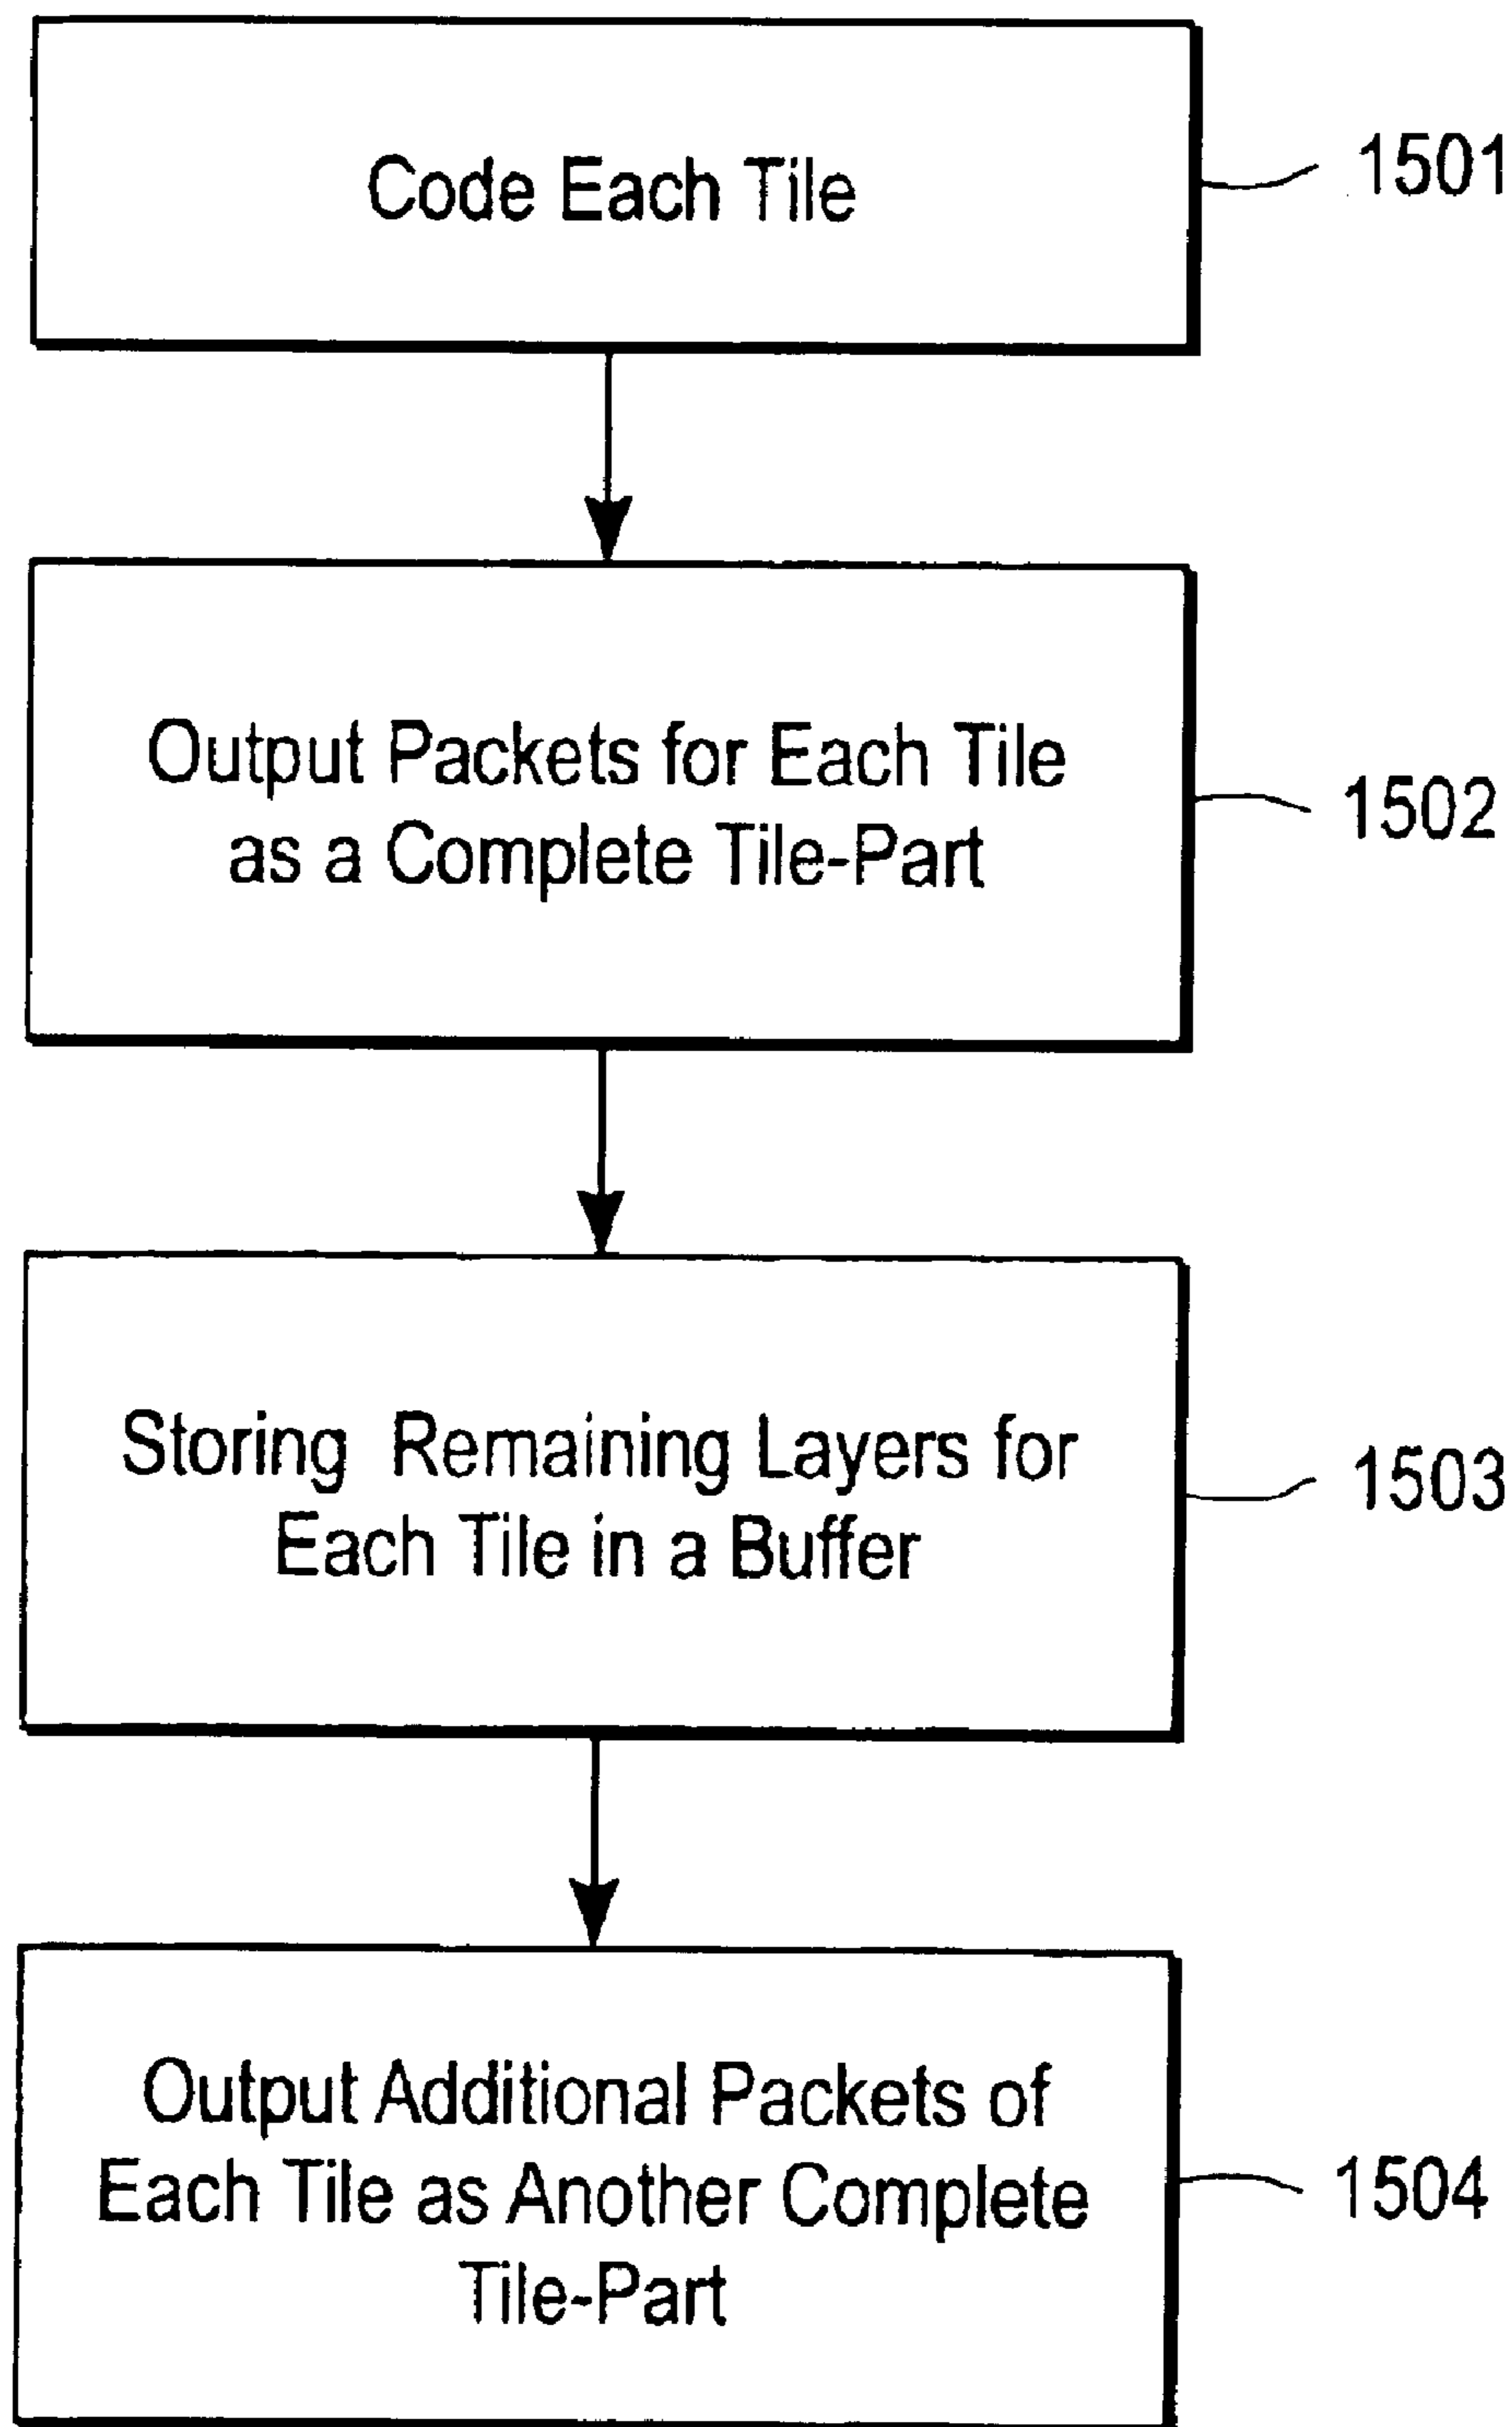 Code Each Tile
1501
Output Packets for Each Tile
as a Complete Tile-Part
1502
Storing Remaining Layers for
Each Tile in a Buffer
1503
Output Additional Packets of
Each Tile as Another Complete
Tile-Part
1504